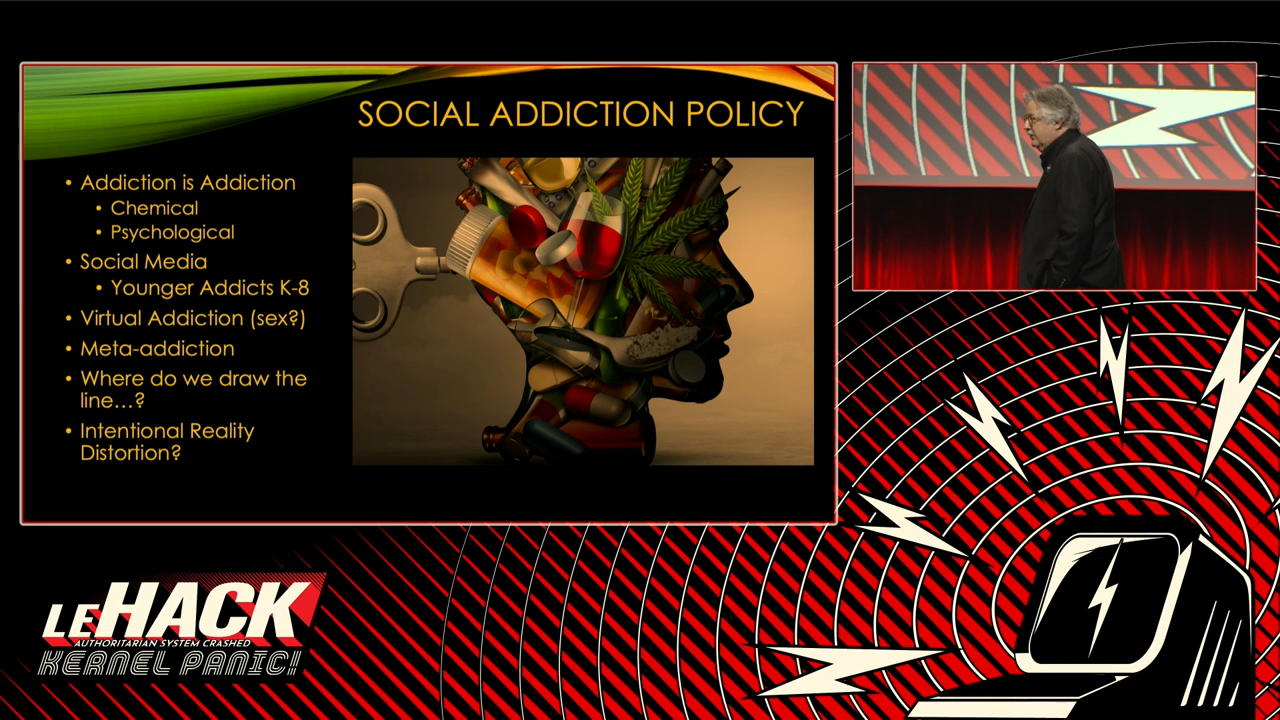 SOCIAL ADDICTION POLICY
• Addiction is Addiction
• Chemical
• Psychological
• Social Media
• Younger Addicts K-8
• Virtual Addiction (sex?)
• Meta-addiction
• Where do we draw the
line...?
• Intentional Reality
Distortion?
LEHACK
AUTHORITARIAN SYSTEM CRASHED
KERNEL PANIC!